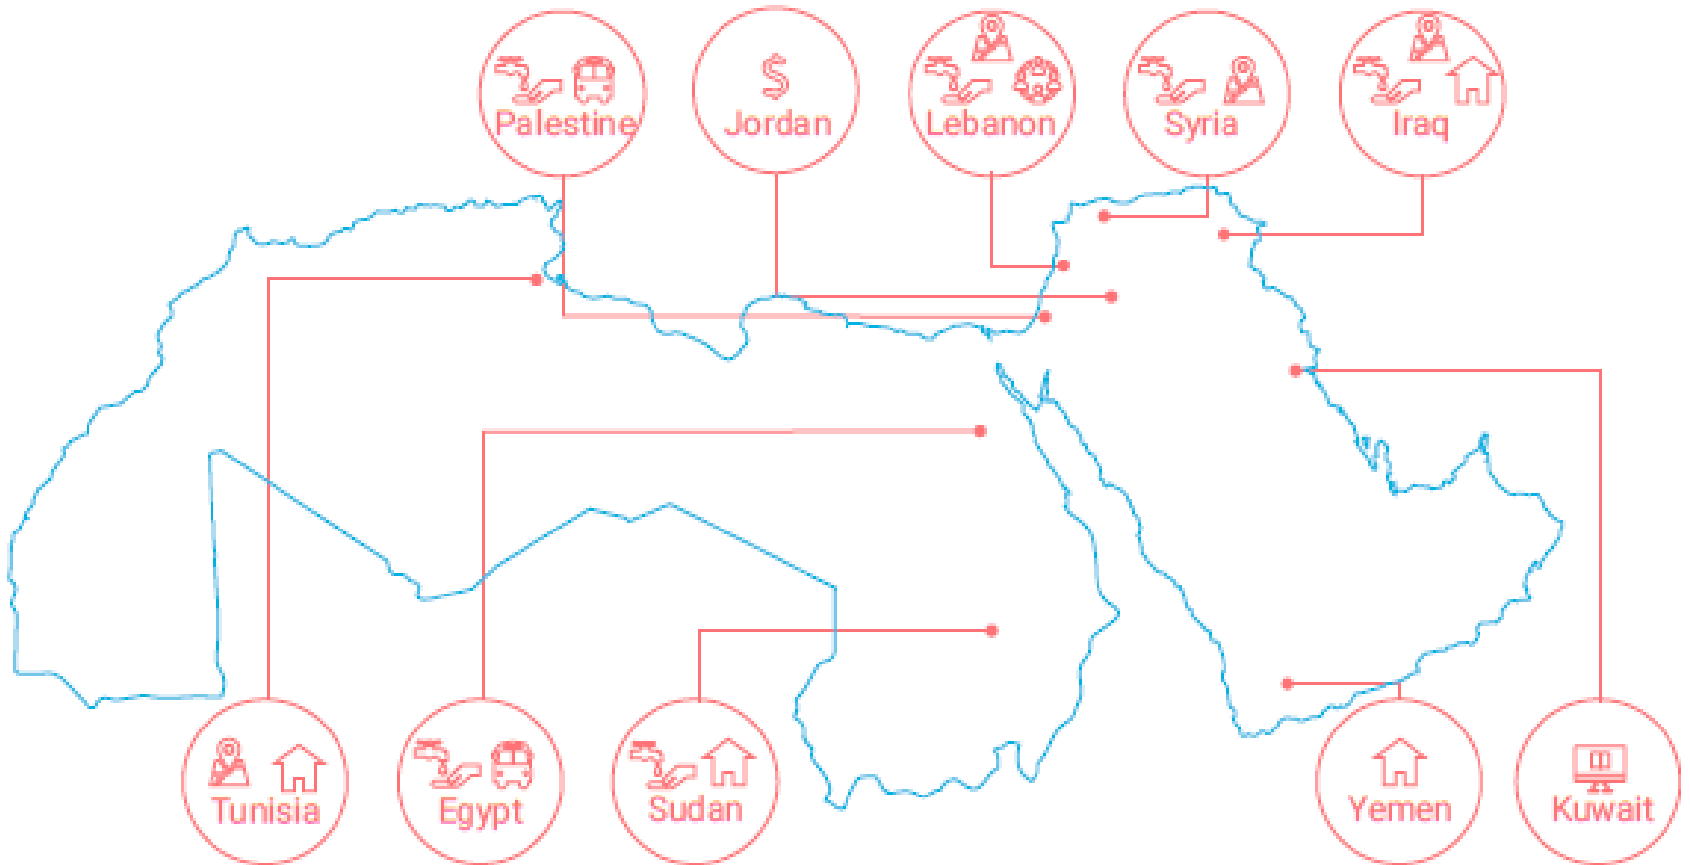 Palestine
$
Jordan
Lebanon
Syria
Iraq
Tunisia
Egypt
Sudan
Yemen
Kuwait